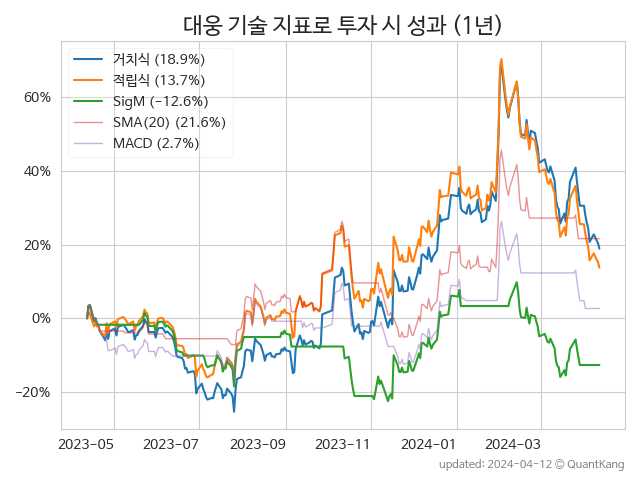 대웅 기술 지표로 투자 시 성과 (1년)
거치식 (18.9%)
적립식 (13.7%)
SigM (−12.6%)
SMA(20) (21.6%)
MACD (2.7%)
60%
40%
20%
0%
−20%
2023-05
2023-07
2023-09
2023-11
2024-01
2024-03
updated: 2024-04-12 © QuantKang